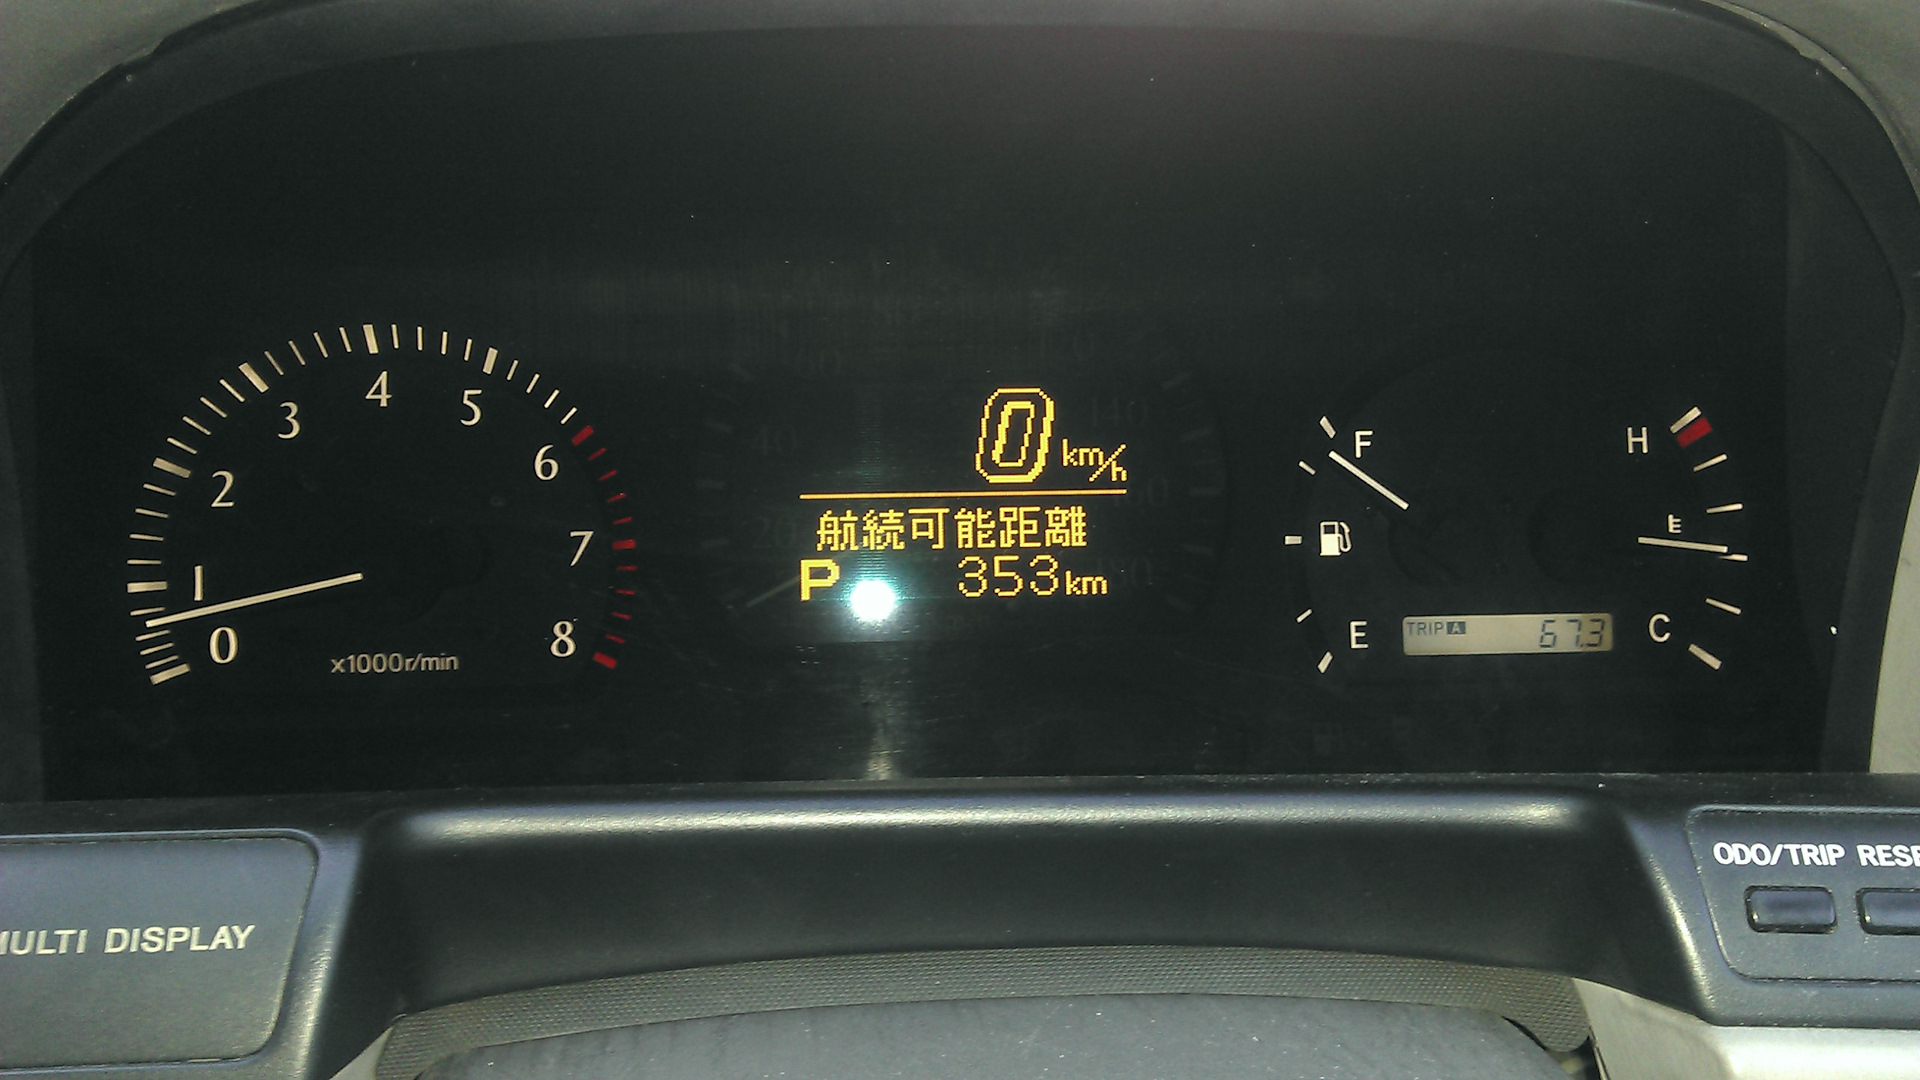 0 1 2 3 4 5 6 7 8
x1000r/min
0 km/h
航続可能距離
P 353km
F
E
TRIP A 67.3
H
C
MULTI DISPLAY
ODO/TRIP RESE